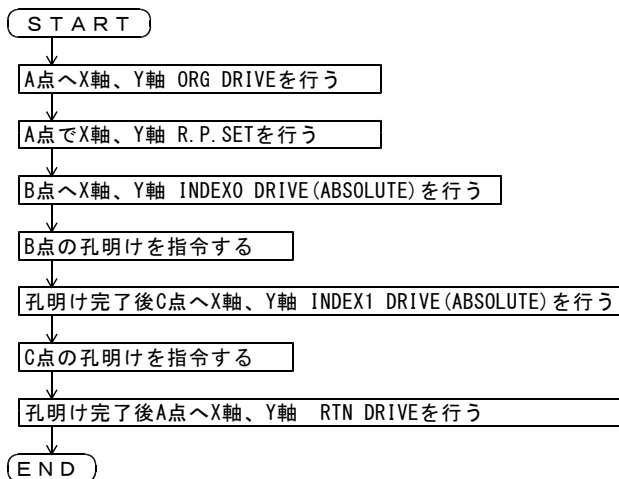 START
A点へX軸、Y軸 ORG DRIVEを行う
A点でX軸、Y軸 R.P.SETを行う
B点へX軸、Y軸 INDEX0 DRIVE(ABSOLUTE)を行う
B点の孔明けを指令する
孔明け完了後C点へX軸、Y軸 INDEX1 DRIVE(ABSOLUTE)を行う
C点の孔明けを指令する
孔明け完了後A点へX軸、Y軸 RTN DRIVEを行う
END